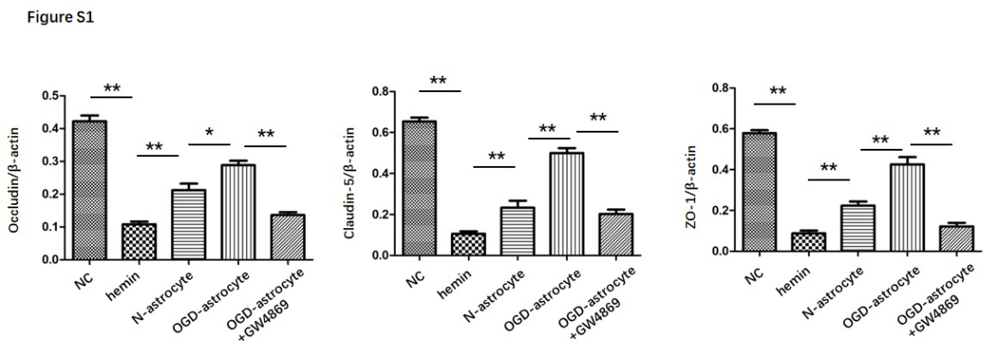 Figure S1
Occludin/β-actin
0.5
0.4
0.3
0.2
0.1
0.0
**
**
*
**
NC
hemin
N-astrocyte
OGD-astrocyte
OGD-astrocyte
+GW4869
Claudin-5/β-actin
0.8
0.6
0.4
0.2
0.0
**
**
**
**
NC
hemin
N-astrocyte
OGD-astrocyte
OGD-astrocyte
+GW4869
ZO-1/β-actin
0.8
0.6
0.4
0.2
0.0
**
**
**
**
NC
hemin
N-astrocyte
OGD-astrocyte
OGD-astrocyte
+GW4869